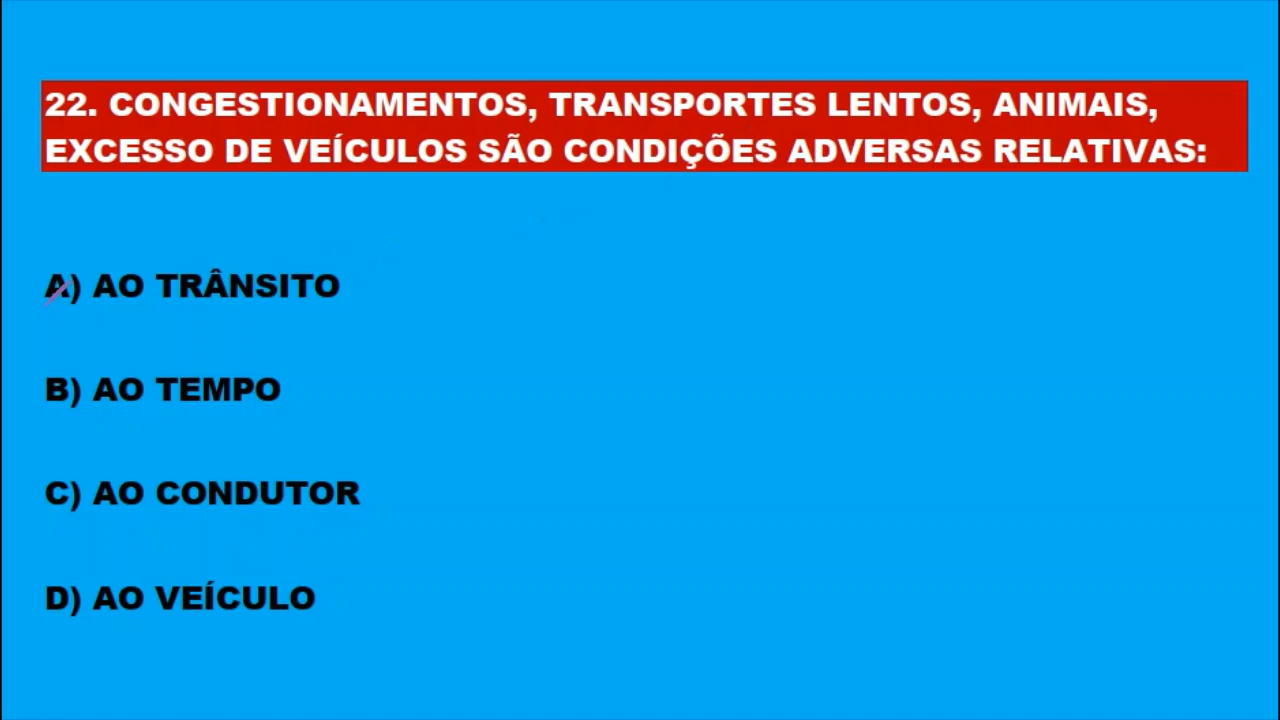 22. CONGESTIONAMENTOS, TRANSPORTES LENTOS, ANIMAIS,
EXCESSO DE VEÍCULOS SÃO CONDIÇÕES ADVERSAS RELATIVAS:
A) AO TRÂNSITO
B) AO TEMPO
C) AO CONDUTOR
D) AO VEÍCULO